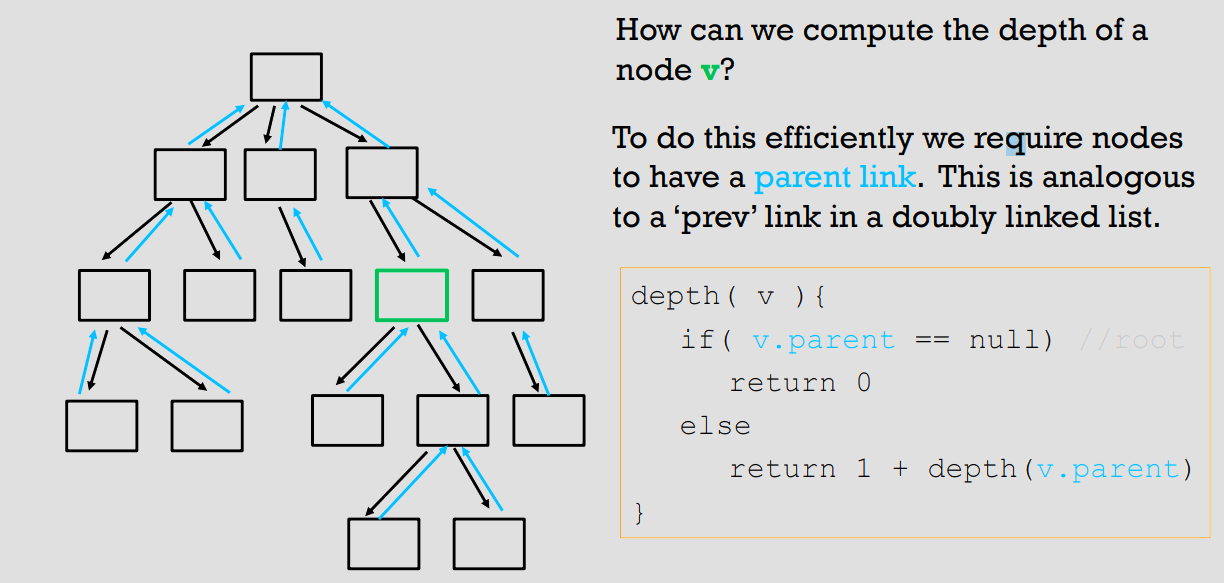 How can we compute the depth of a
node v?
To do this efficiently we require nodes
to have a parent link. This is analogous
to a ‘prev’ link in a doubly linked list.
depth( v ){
if( v.parent == null) //root
return 0
else
return 1 + depth(v.parent)
}